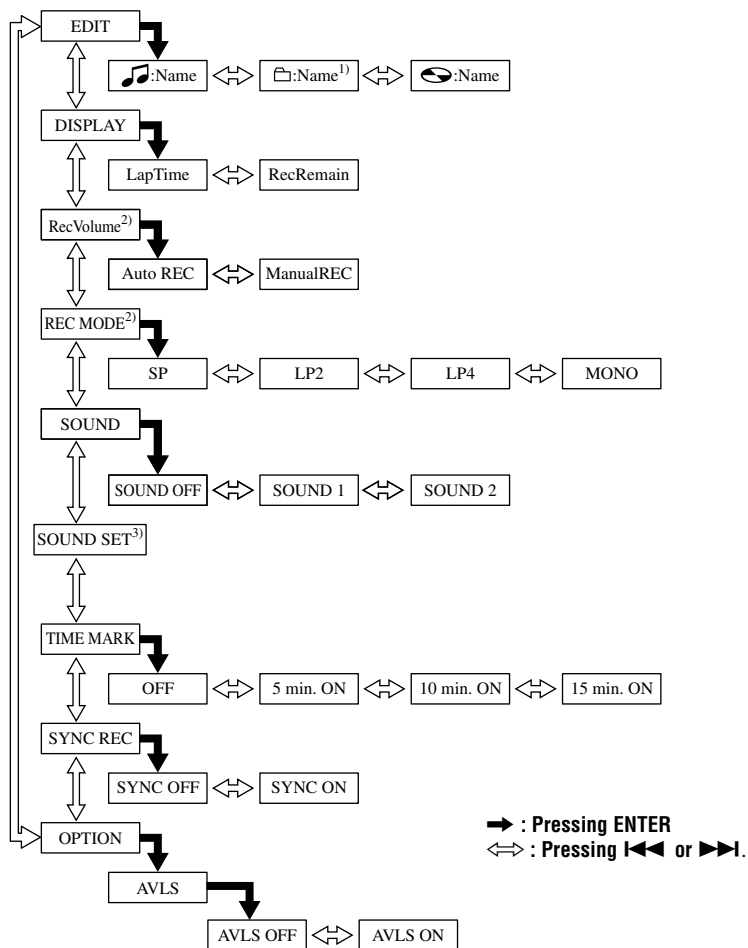 EDIT
:Name :Name1) :Name
DISPLAY
LapTime RecRemain
RecVolume2)
Auto REC ManualREC
REC MODE2)
SP LP2 LP4 MONO
SOUND
SOUND OFF SOUND 1 SOUND 2
SOUND SET3)
TIME MARK
OFF 5 min. ON 10 min. ON 15 min. ON
SYNC REC
SYNC OFF SYNC ON
OPTION
: Pressing ENTER
: Pressing or .
AVLS
AVLS OFF AVLS ON